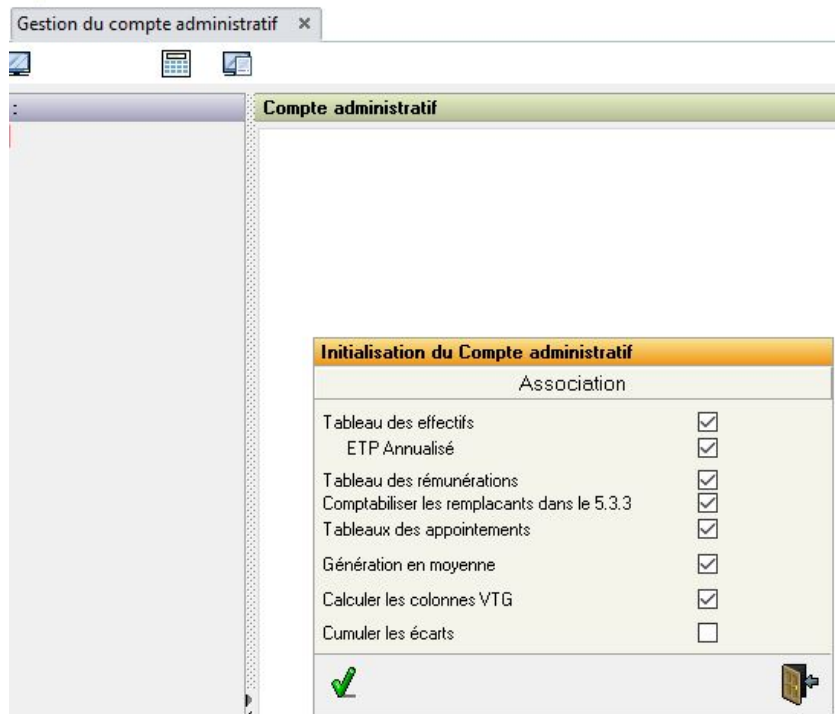 Gestion du compte administratif
:
Compte administratif
Initialisation du Compte administratif
Association
Tableau des effectifs
ETP Annualisé
Tableau des rémunérations
Comptabiliser les remplacants dans le 5.3.3
Tableaux des appointements
Génération en moyenne
Calculer les colonnes VTG
Cumuler les écarts